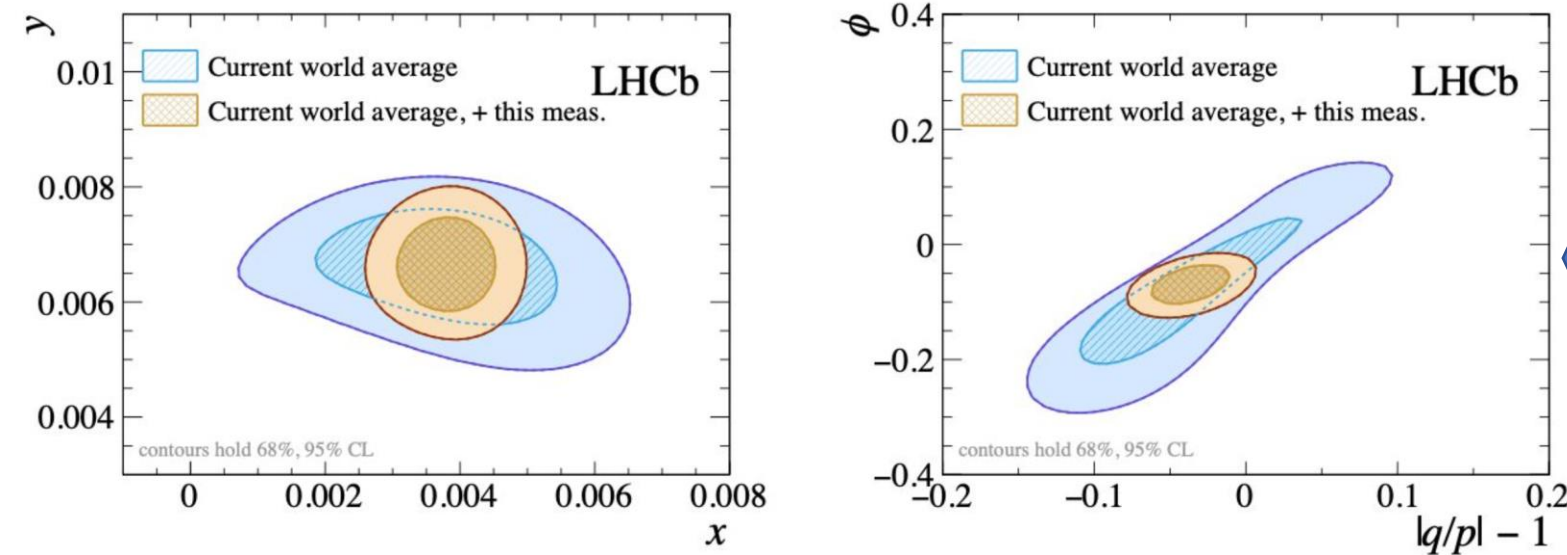 y
0.01
0.008
0.006
0.004
Current world average
Current world average, + this meas.
LHCb
contours hold 68%, 95% CL
0
0.002
0.004
0.006
0.008
x
ϕ
0.4
0.2
0
−0.2
−0.4
Current world average
Current world average, + this meas.
LHCb
contours hold 68%, 95% CL
−0.2
−0.1
0
0.1
0.2
|q/p| − 1